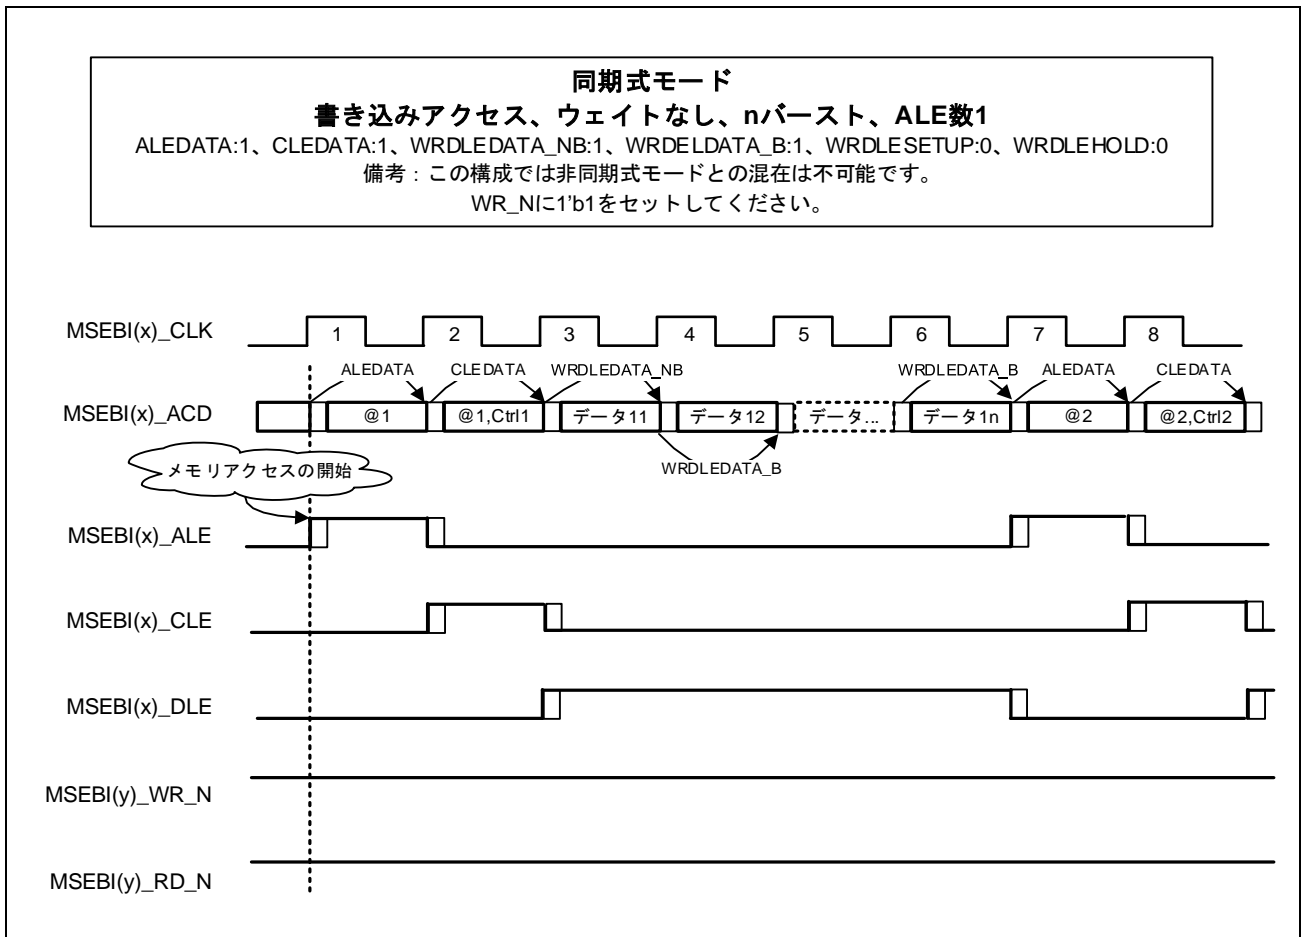 同期式モード
書き込みアクセス、ウェイトなし、nバースト、ALE数1
ALEDATA:1、CLEDATA:1、WRDLEDATA_NB:1、WRDELDATA_B:1、WRDLESETUP:0、WRDLEHOLD:0
備考：この構成では非同期式モードとの混在は不可能です。
WR_Nに1'b1をセットしてください。
MSEBI(x)_CLK 1 2 3 4 5 6 7 8
ALEDATA CLEDATA WRDLEDATA_NB WRDLEDATA_B ALEDATA CLEDATA
MSEBI(x)_ACD @1 @1,Ctrl1 データ11 データ12 データ... データ1n @2 @2,Ctrl2
WRDLEDATA_B
メモリアクセスの開始
MSEBI(x)_ALE
MSEBI(x)_CLE
MSEBI(x)_DLE
MSEBI(y)_WR_N
MSEBI(y)_RD_N